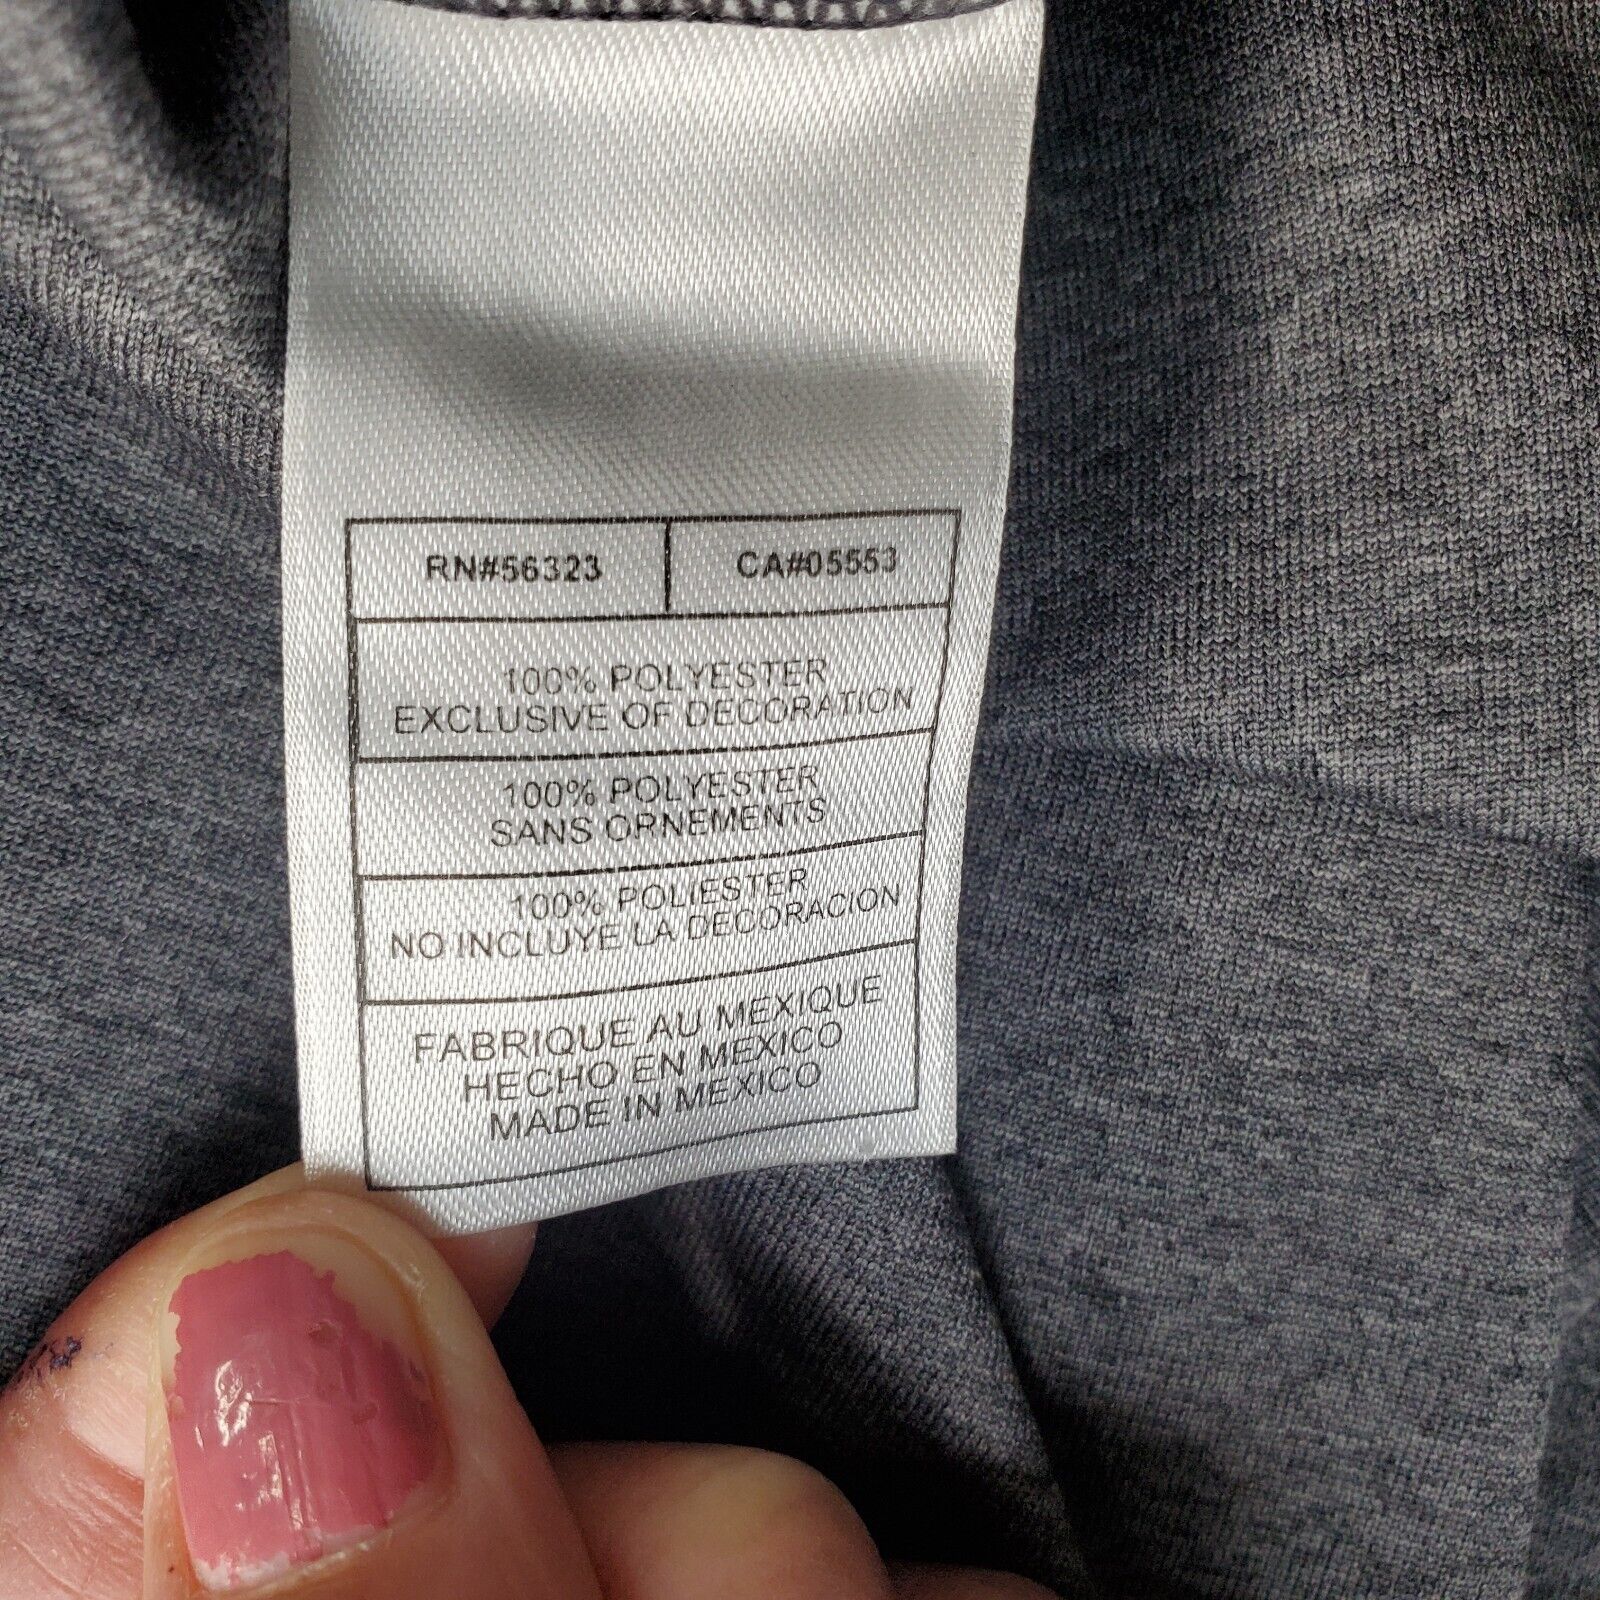 RN#56323 CA#05553
100% POLYESTER
EXCLUSIVE OF DECORATION
100% POLYESTER
SANS ORNEMENTS
100% POLIESTER
NO INCLUYE LA DECORACION
FABRIQUE AU MEXIQUE
HECHO EN MEXICO
MADE IN MEXICO